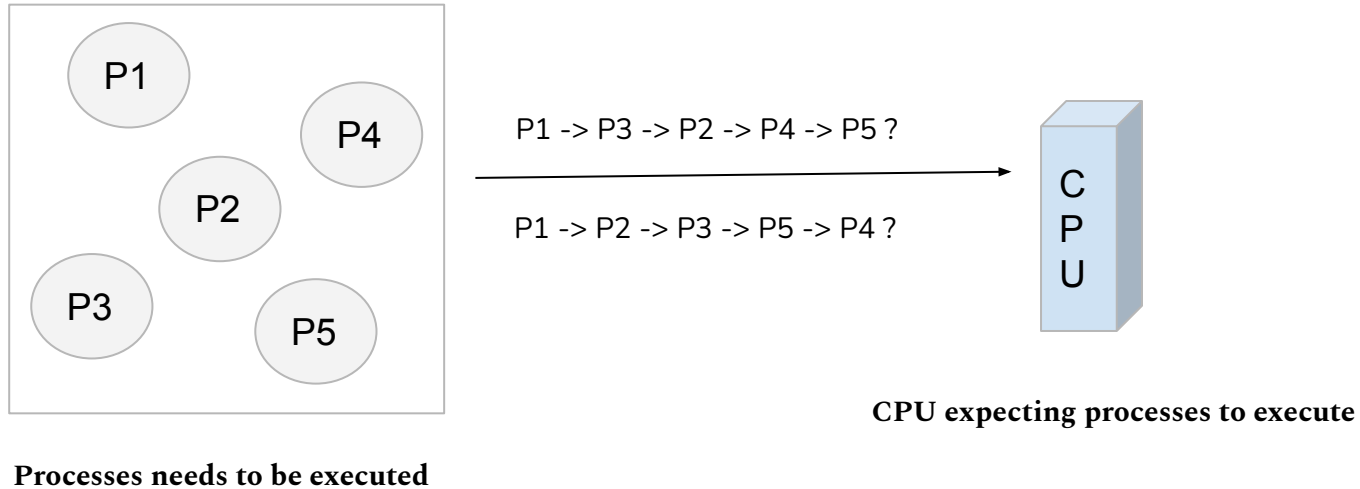 P1
P4
P2
P3
P5
P1 -> P3 -> P2 -> P4 -> P5 ?
P1 -> P2 -> P3 -> P5 -> P4 ?
C
P
U
CPU expecting processes to execute
Processes needs to be executed